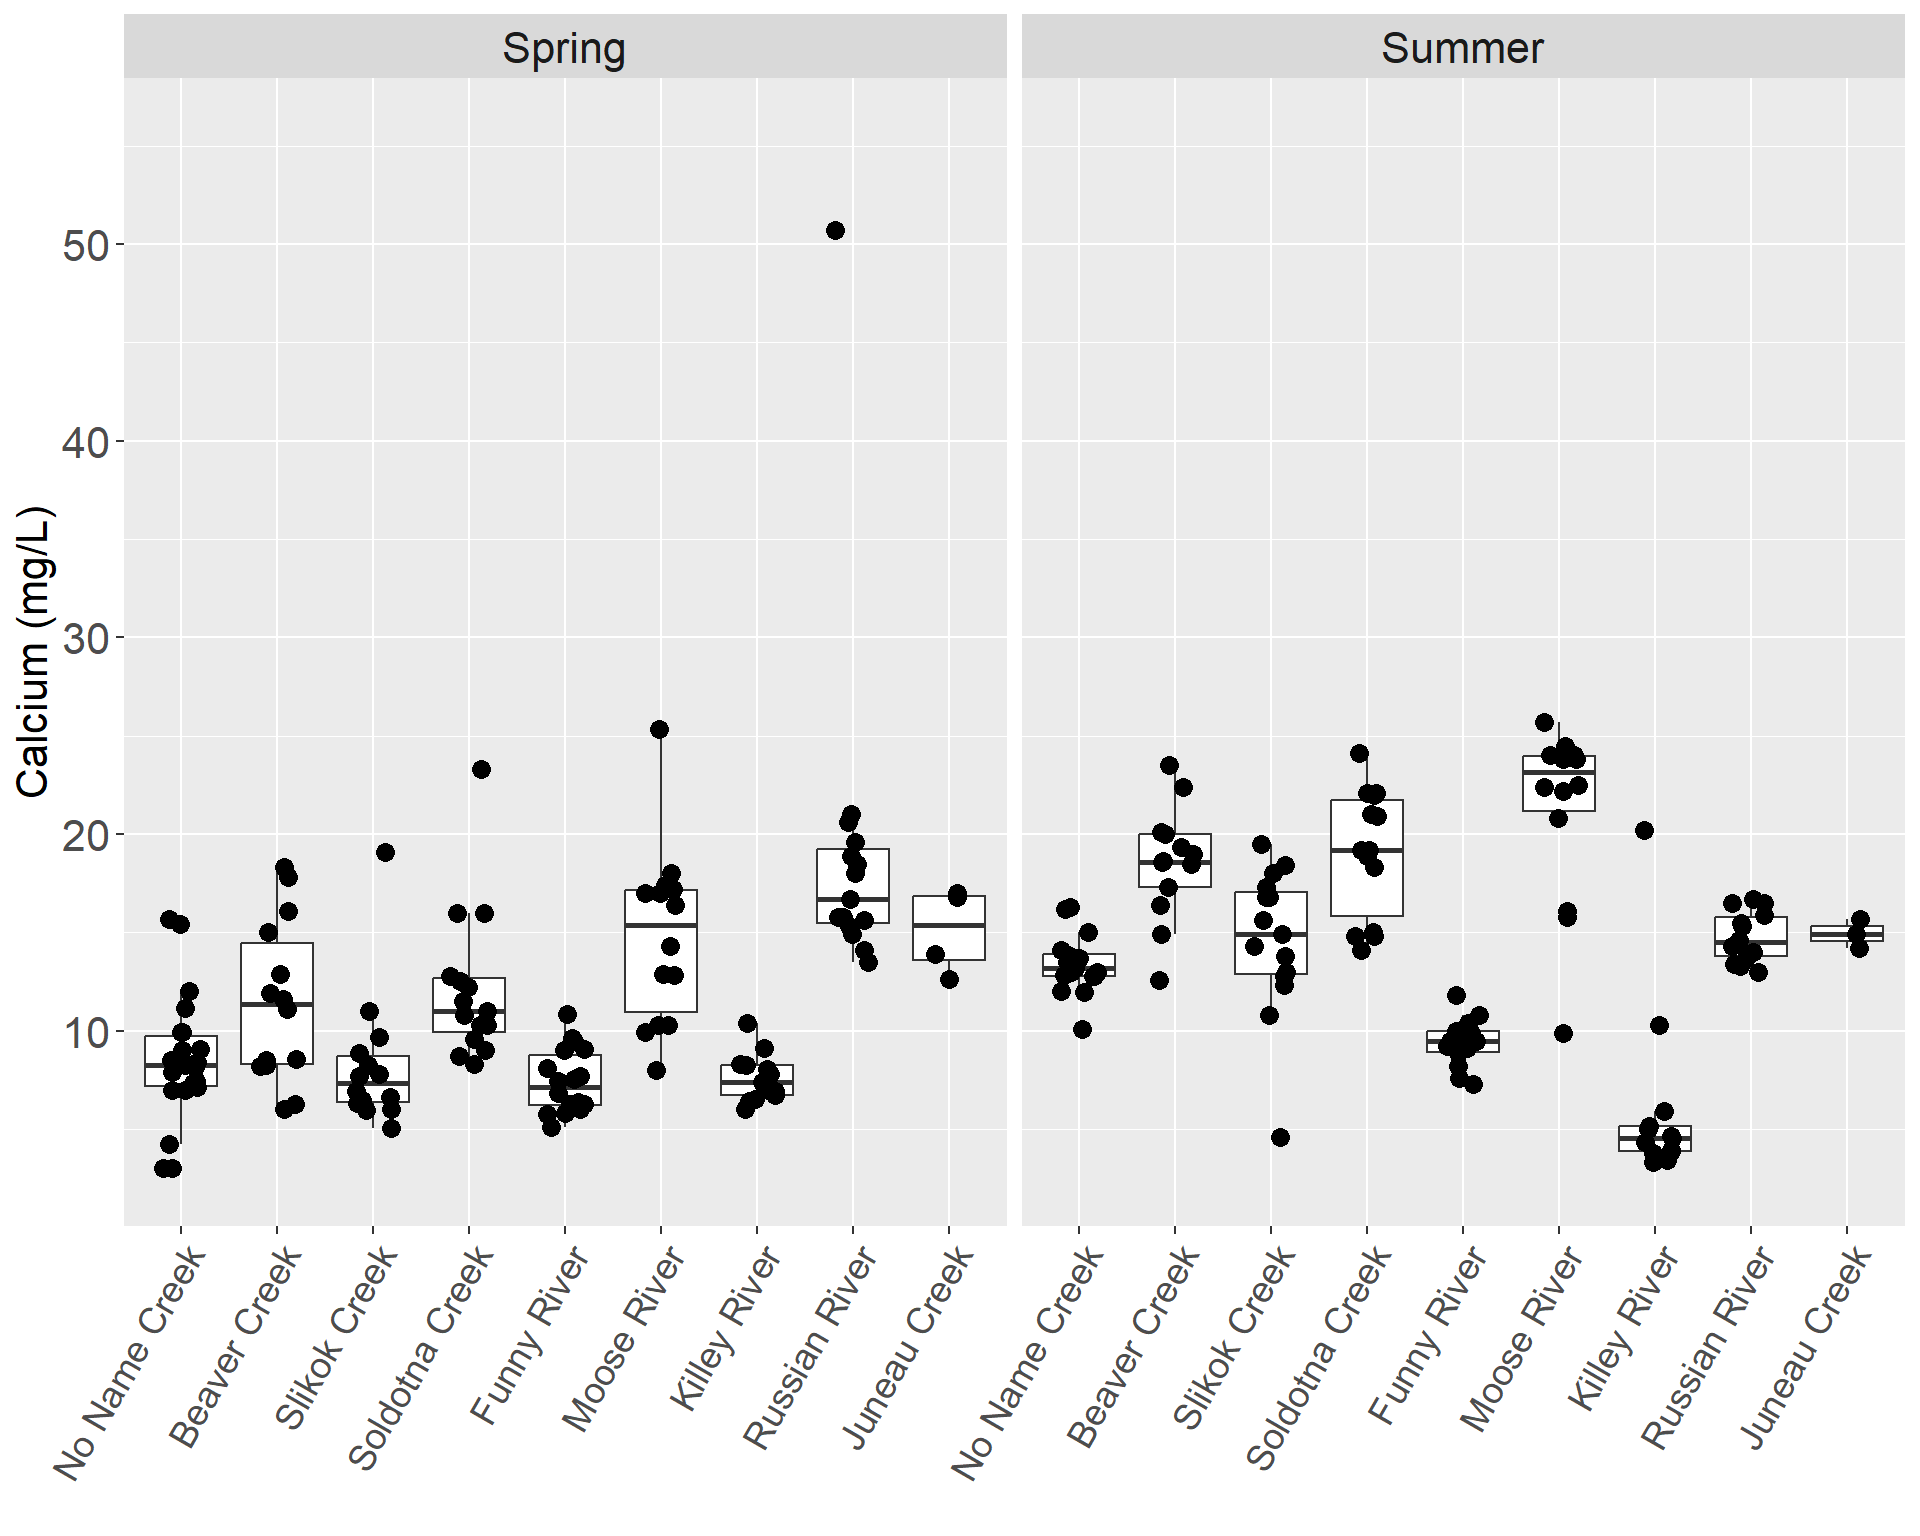 Spring
Summer
Calcium (mg/L)
50
40
30
20
10
No Name Creek
Beaver Creek
Slikok Creek
Soldotna Creek
Funny River
Moose River
Killey River
Russian River
Juneau Creek
No Name Creek
Beaver Creek
Slikok Creek
Soldotna Creek
Funny River
Moose River
Killey River
Russian River
Juneau Creek